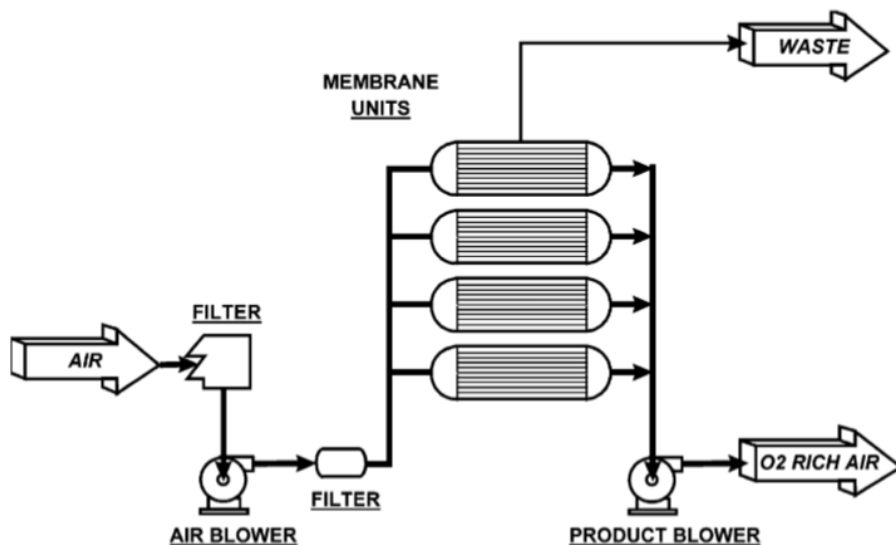 WASTE
MEMBRANE
UNITS
FILTER
AIR
O2 RICH AIR
FILTER
AIR BLOWER
PRODUCT BLOWER